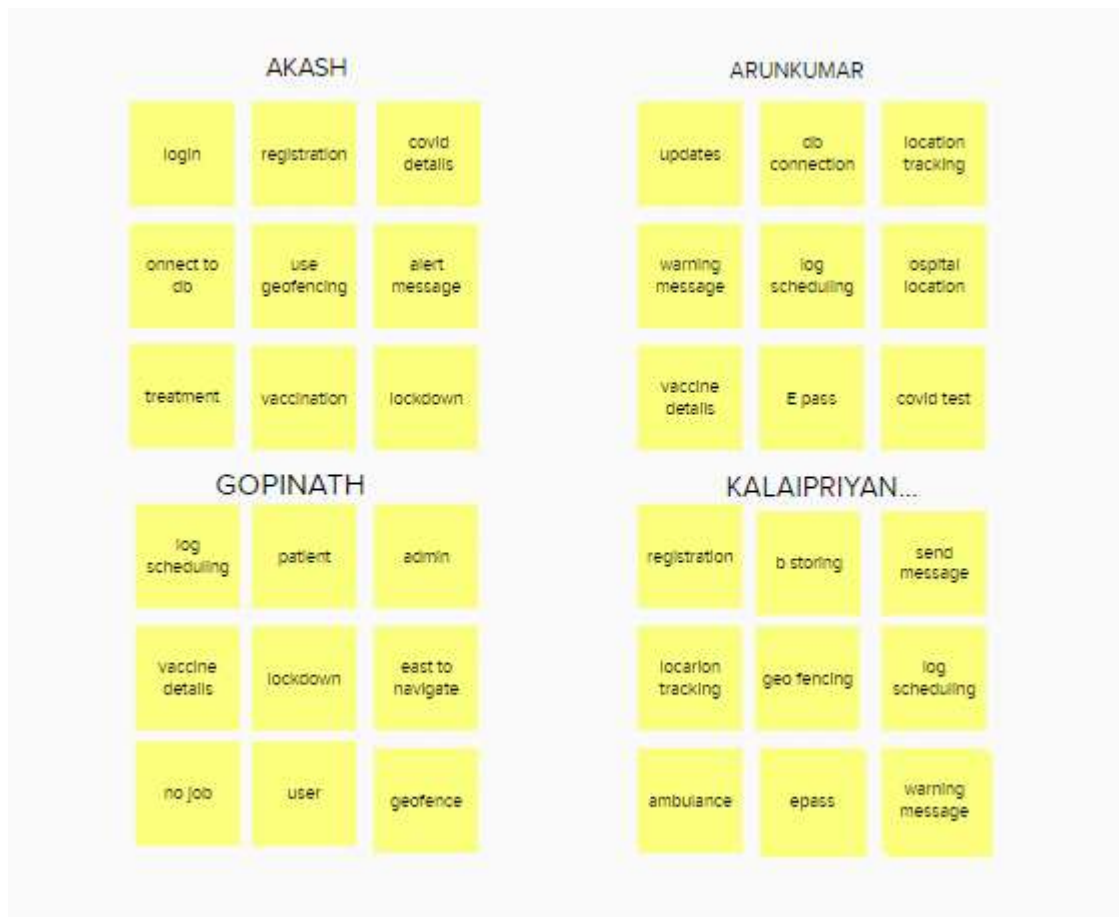 AKASH
login
registration
covid
details
onnect to
db
use
geofencing
alert
message
treatment
vaccination
lockdown
ARUNKUMAR
updates
db
connection
location
tracking
warning
message
log
scheduling
ospital
location
vaccine
details
E pass
covid test
GOPINATH
log
scheduling
patient
admin
vaccine
details
lockdown
east to
navigate
no job
user
geofence
KALAIPRIYAN...
registration
b storing
send
message
locarion
tracking
geo fencing
log
scheduling
ambulance
epass
warning
message